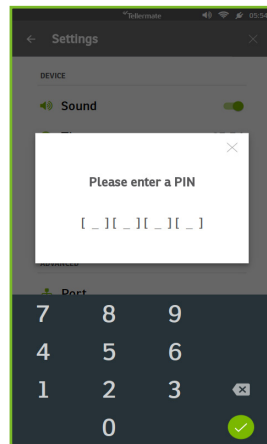 Tellermate 05:54
Settings
DEVICE
Sound
Please enter a PIN
[ _ ][ _ ][ _ ][ _ ]
ADVANCED
Port
7 8 9
4 5 6
1 2 3
0